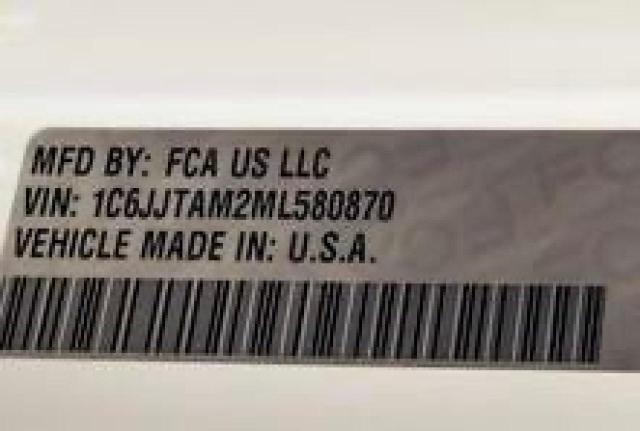 MFD BY: FCA US LLC
VIN: 1C6JJTAM2ML580870
VEHICLE MADE IN: U.S.A.